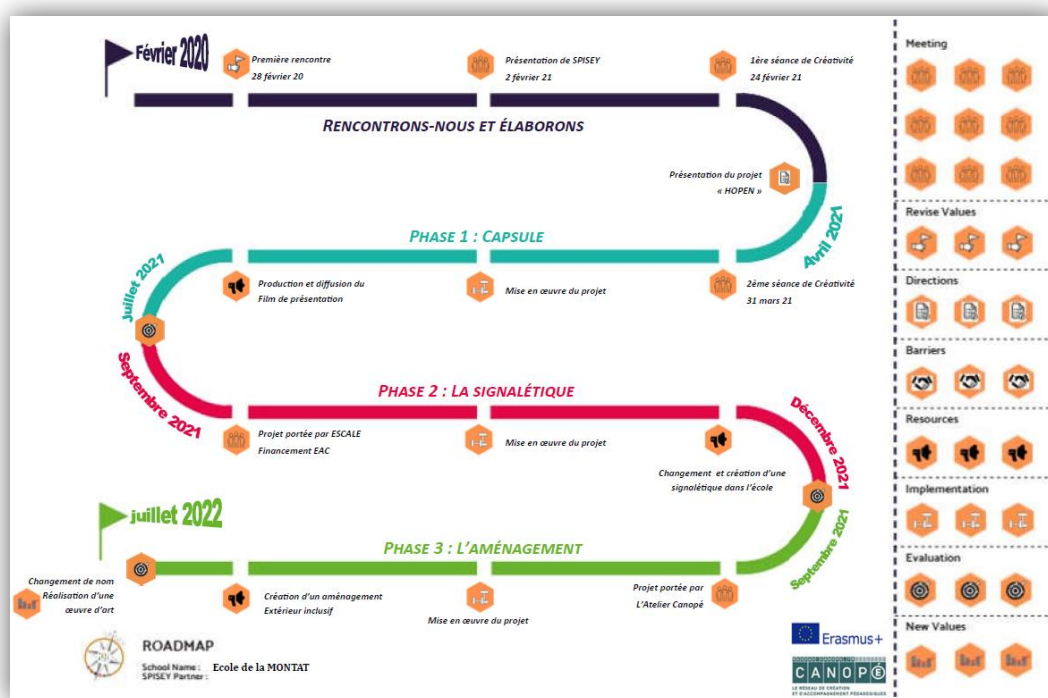 Février 2020
Première rencontre
28 février 20
Présentation de SPISEY
2 février 21
1ère séance de Créativité
24 février 21
RENCONTRONS-NOUS ET ÉLABORONS
Présentation du projet
« HOPEN »
Avril 2021
PHASE 1 : CAPSULE
Juillet 2021
Production et diffusion du
Film de présentation
Mise en œuvre du projet
2ème séance de Créativité
31 mars 21
Septembre 2021
PHASE 2 : LA SIGNALÉTIQUE
Décembre 2021
Projet portée par ESCALE
Financement EAC
Mise en œuvre du projet
Changement et création d'une
signalétique dans l'école
Septembre 2021
juillet 2022
PHASE 3 : L'AMÉNAGEMENT
Changement de nom
Réalisation d'une
œuvre d'art
Création d'un aménagement
Extérieur inclusif
Mise en œuvre du projet
Projet portée par
L'Atelier Canopé
ROADMAP
School Name : Ecole de la MONTAT
SPISEY Partner :
Erasmus+
CANOPÉ
LE RÉSEAU DE CRÉATION
ET D'ACCOMPAGNEMENT PÉDAGOGIQUES
Meeting
Revise Values
Directions
Barriers
Resources
Implementation
Evaluation
New Values